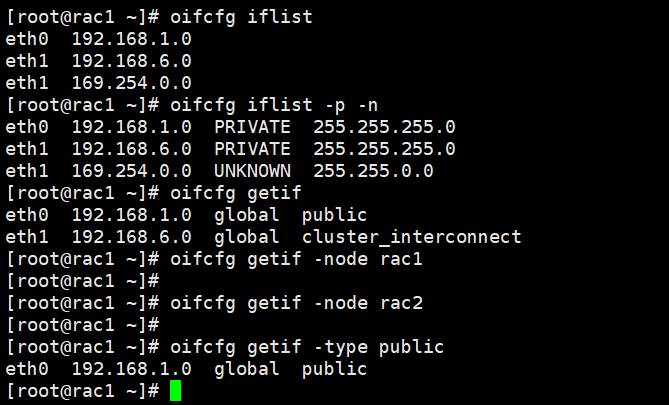 [root@rac1 ~]# oifcfg iflist
eth0  192.168.1.0
eth1  192.168.6.0
eth1  169.254.0.0
[root@rac1 ~]# oifcfg iflist -p -n
eth0  192.168.1.0  PRIVATE  255.255.255.0
eth1  192.168.6.0  PRIVATE  255.255.255.0
eth1  169.254.0.0  UNKNOWN  255.255.0.0
[root@rac1 ~]# oifcfg getif
eth0  192.168.1.0  global  public
eth1  192.168.6.0  global  cluster_interconnect
[root@rac1 ~]# oifcfg getif -node rac1
[root@rac1 ~]#
[root@rac1 ~]# oifcfg getif -node rac2
[root@rac1 ~]#
[root@rac1 ~]# oifcfg getif -type public
eth0  192.168.1.0  global  public
[root@rac1 ~]#